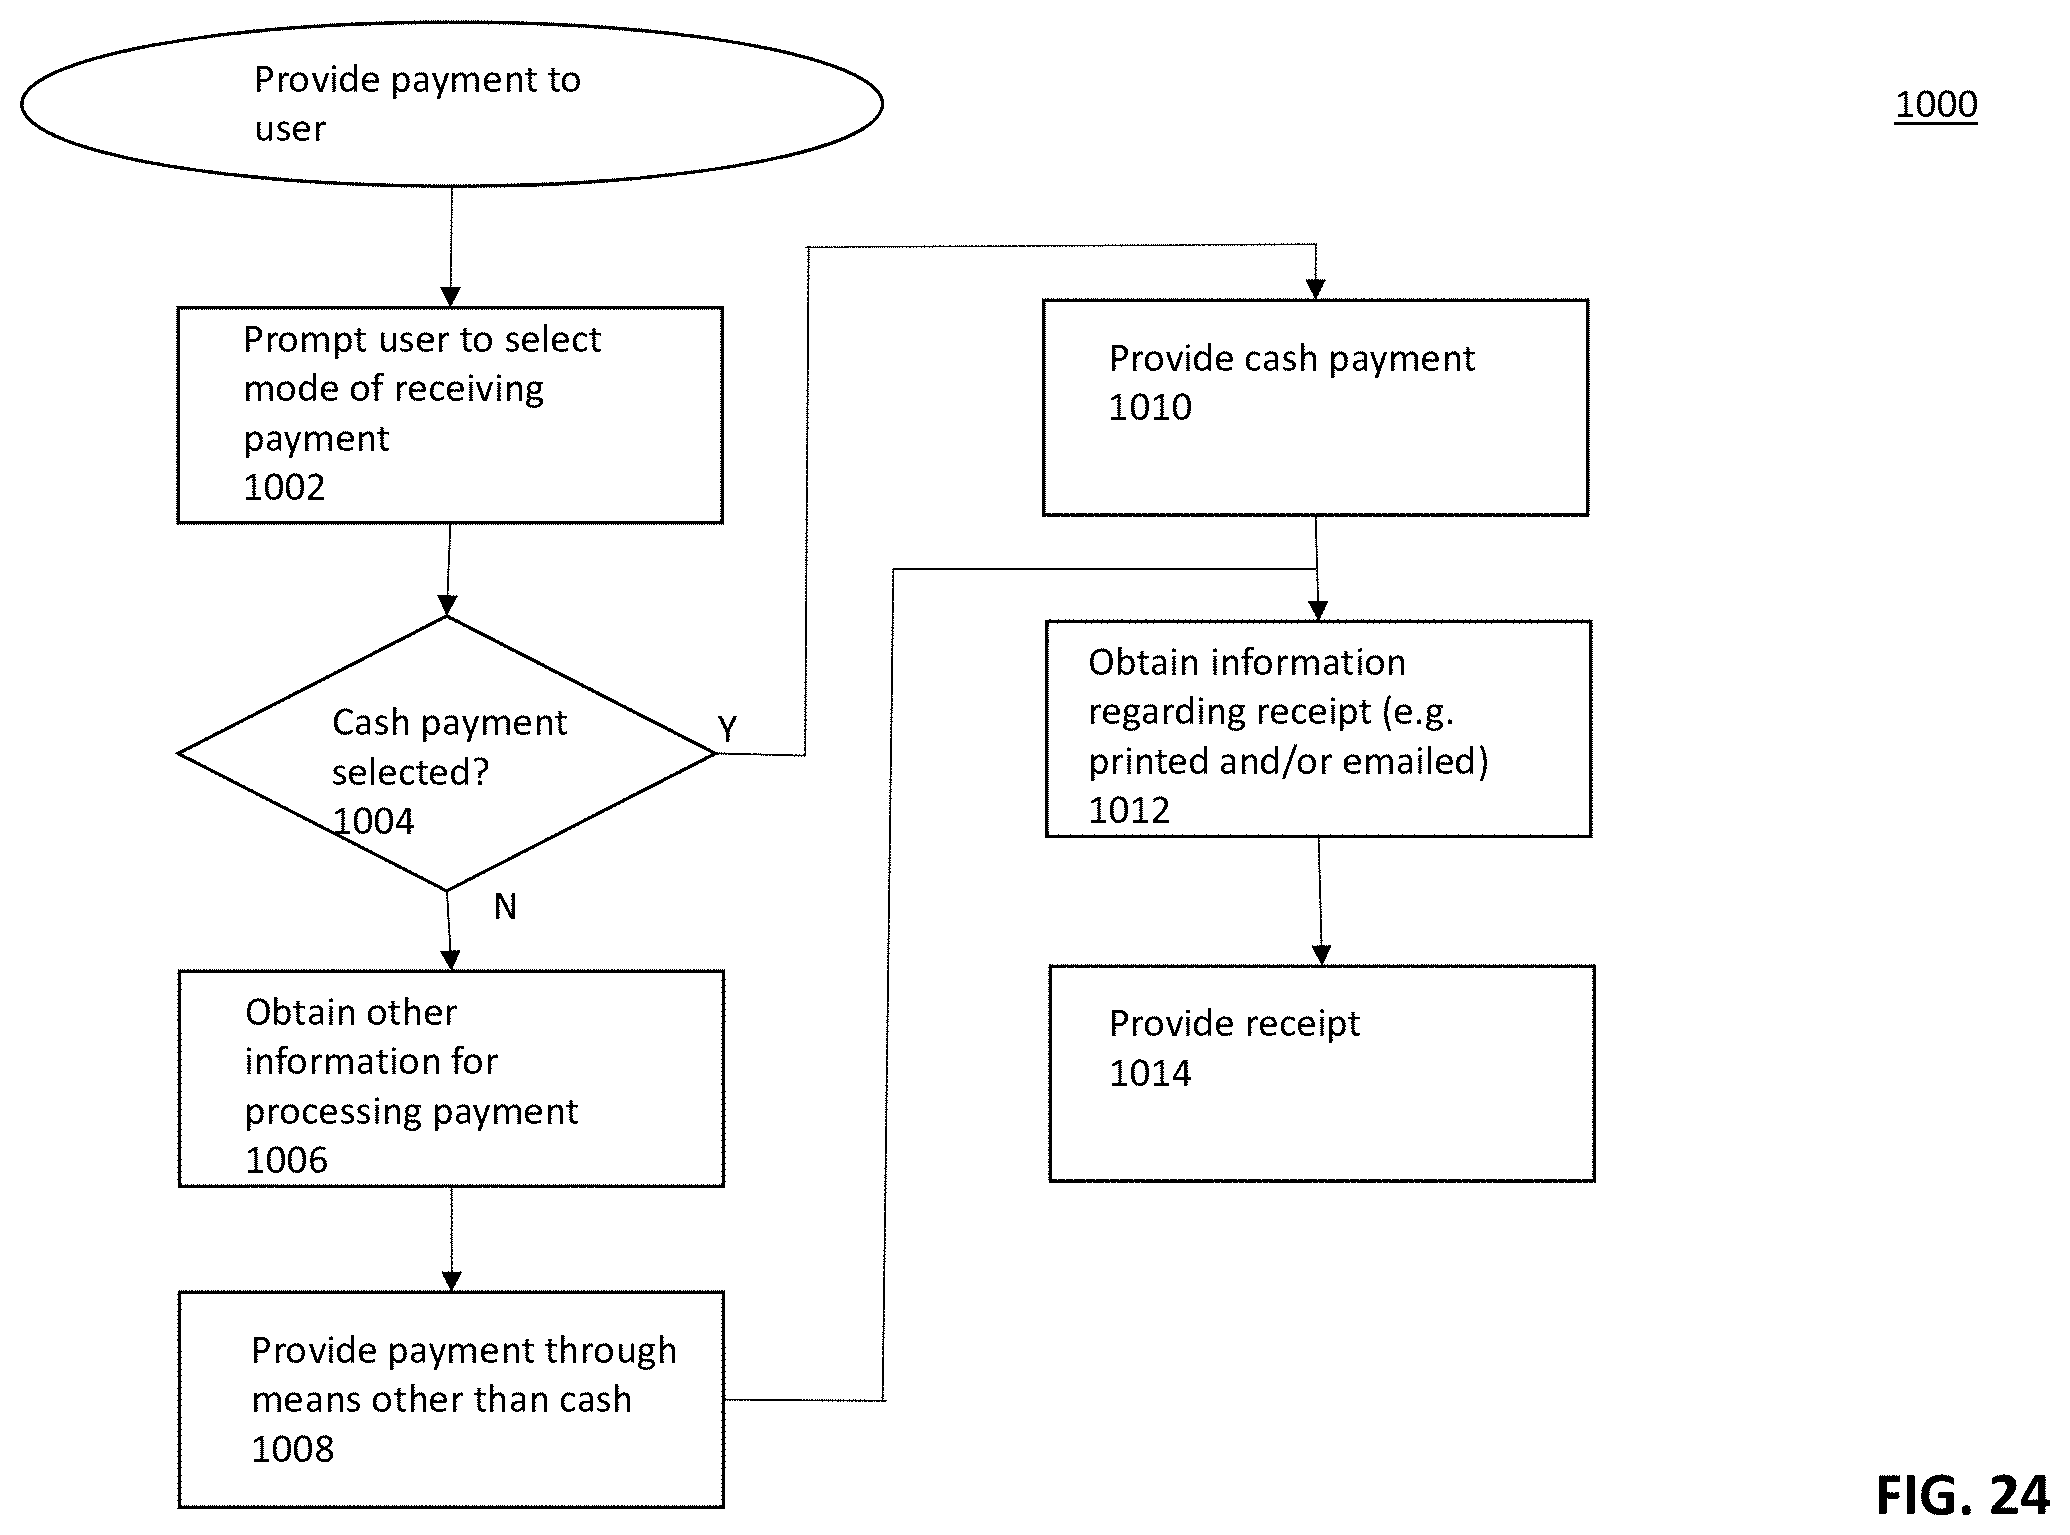 Provide payment to
user
1000
Prompt user to select
mode of receiving
payment
1002
Cash payment
selected?
1004
Y
N
Obtain other
information for
processing payment
1006
Provide payment through
means other than cash
1008
Provide cash payment
1010
Obtain information
regarding receipt (e.g.
printed and/or emailed)
1012
Provide receipt
1014
FIG. 24